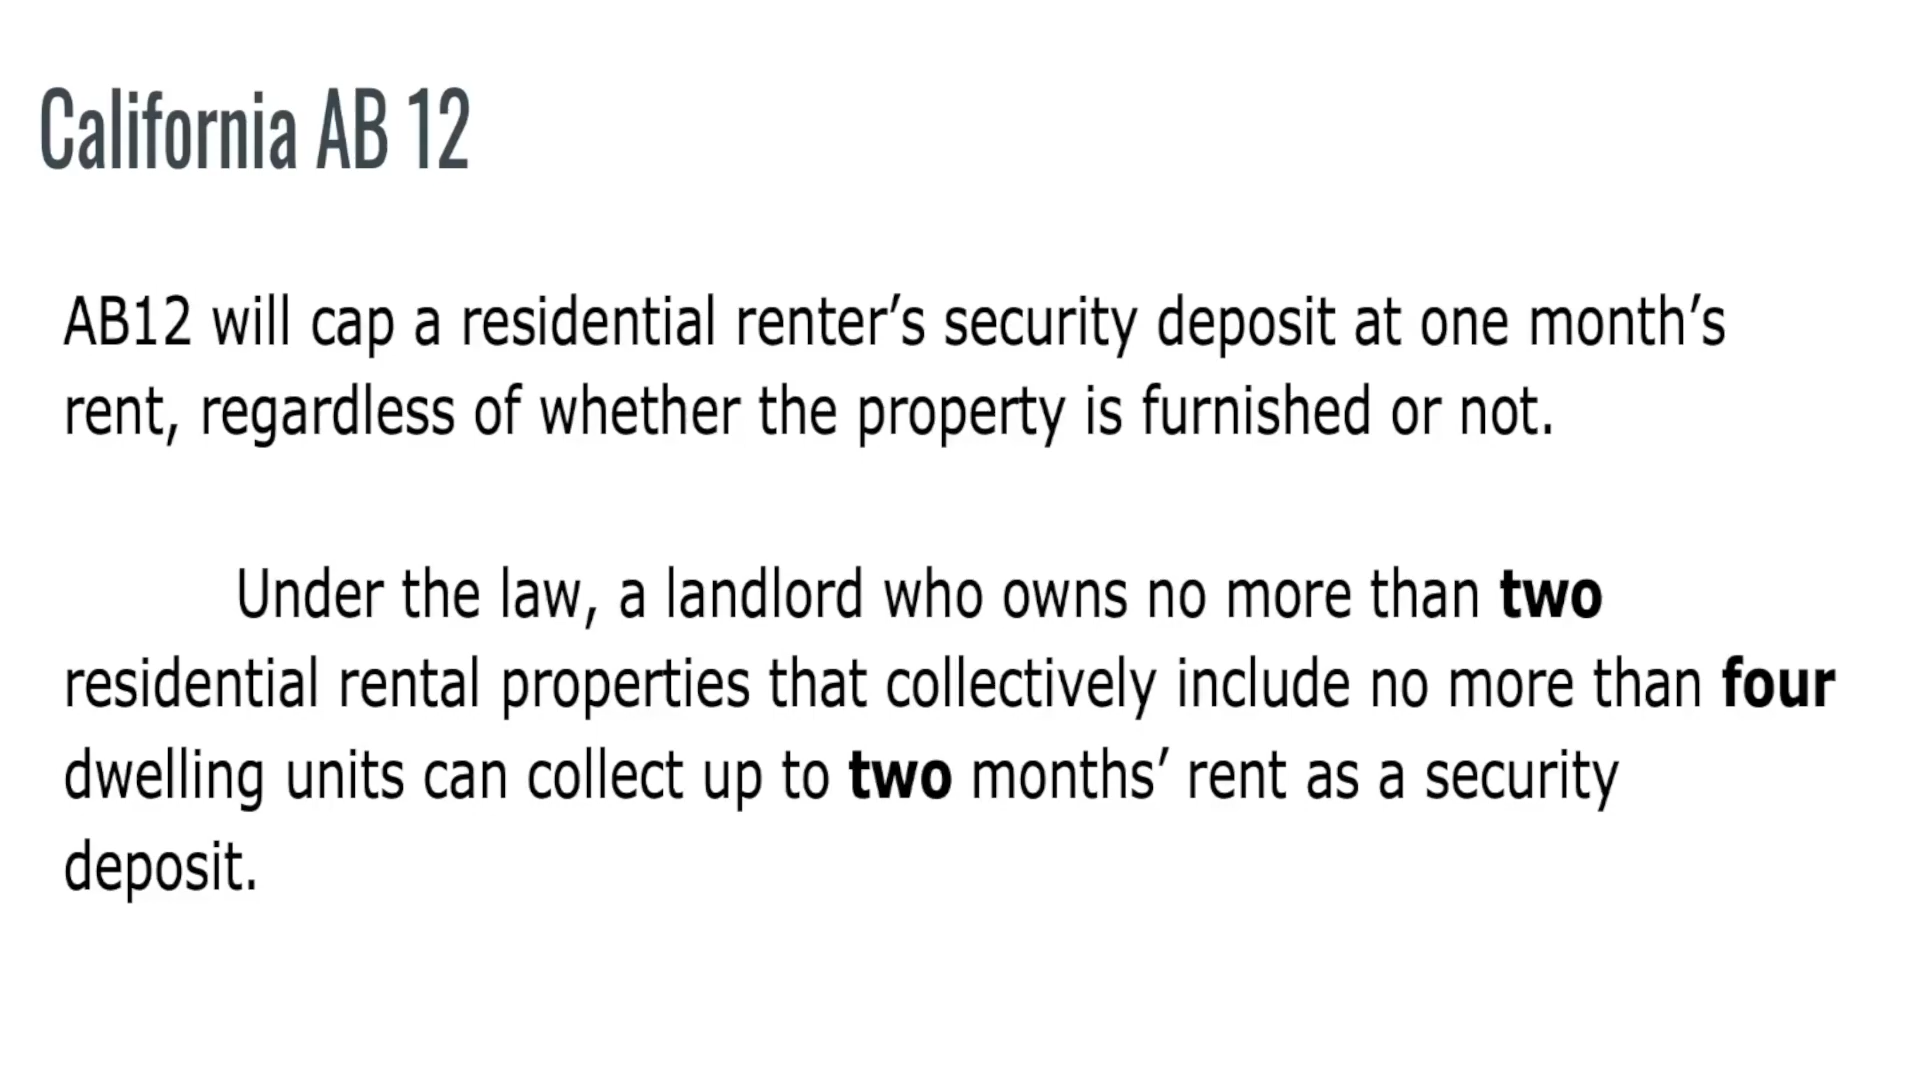 California AB 12
AB12 will cap a residential renter’s security deposit at one month’s
rent, regardless of whether the property is furnished or not.
Under the law, a landlord who owns no more than two
residential rental properties that collectively include no more than four
dwelling units can collect up to two months’ rent as a security
deposit.